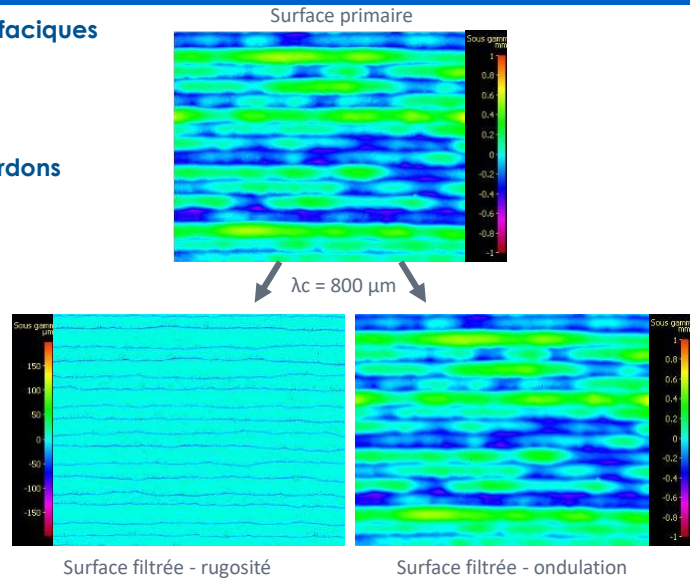 Surface primaire
faciques
rdons
Sous gamm
mm
1
0.8
0.6
0.4
0.2
0
-0.2
-0.4
-0.6
-0.8
-1
λc = 800 µm
Sous gamm
µm
150
100
50
0
-50
-100
-150
Sous gamm
mm
1
0.8
0.6
0.4
0.2
0
-0.2
-0.4
-0.6
-0.8
-1
Surface filtrée - rugosité
Surface filtrée - ondulation